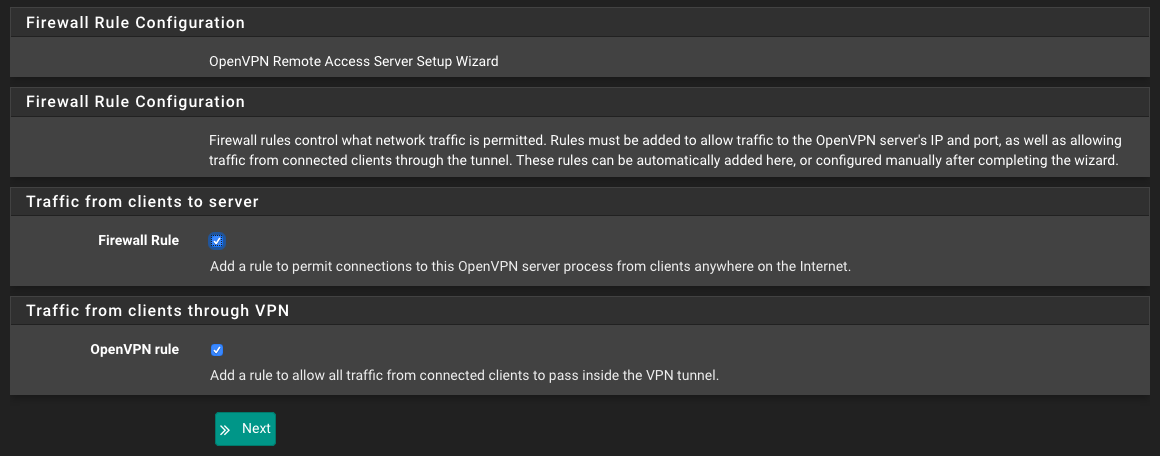 Firewall Rule Configuration
OpenVPN Remote Access Server Setup Wizard
Firewall Rule Configuration
Firewall rules control what network traffic is permitted. Rules must be added to allow traffic to the OpenVPN server's IP and port, as well as allowing
traffic from connected clients through the tunnel. These rules can be automatically added here, or configured manually after completing the wizard.
Traffic from clients to server
Firewall Rule
Add a rule to permit connections to this OpenVPN server process from clients anywhere on the Internet.
Traffic from clients through VPN
OpenVPN rule
Add a rule to allow all traffic from connected clients to pass inside the VPN tunnel.
Next